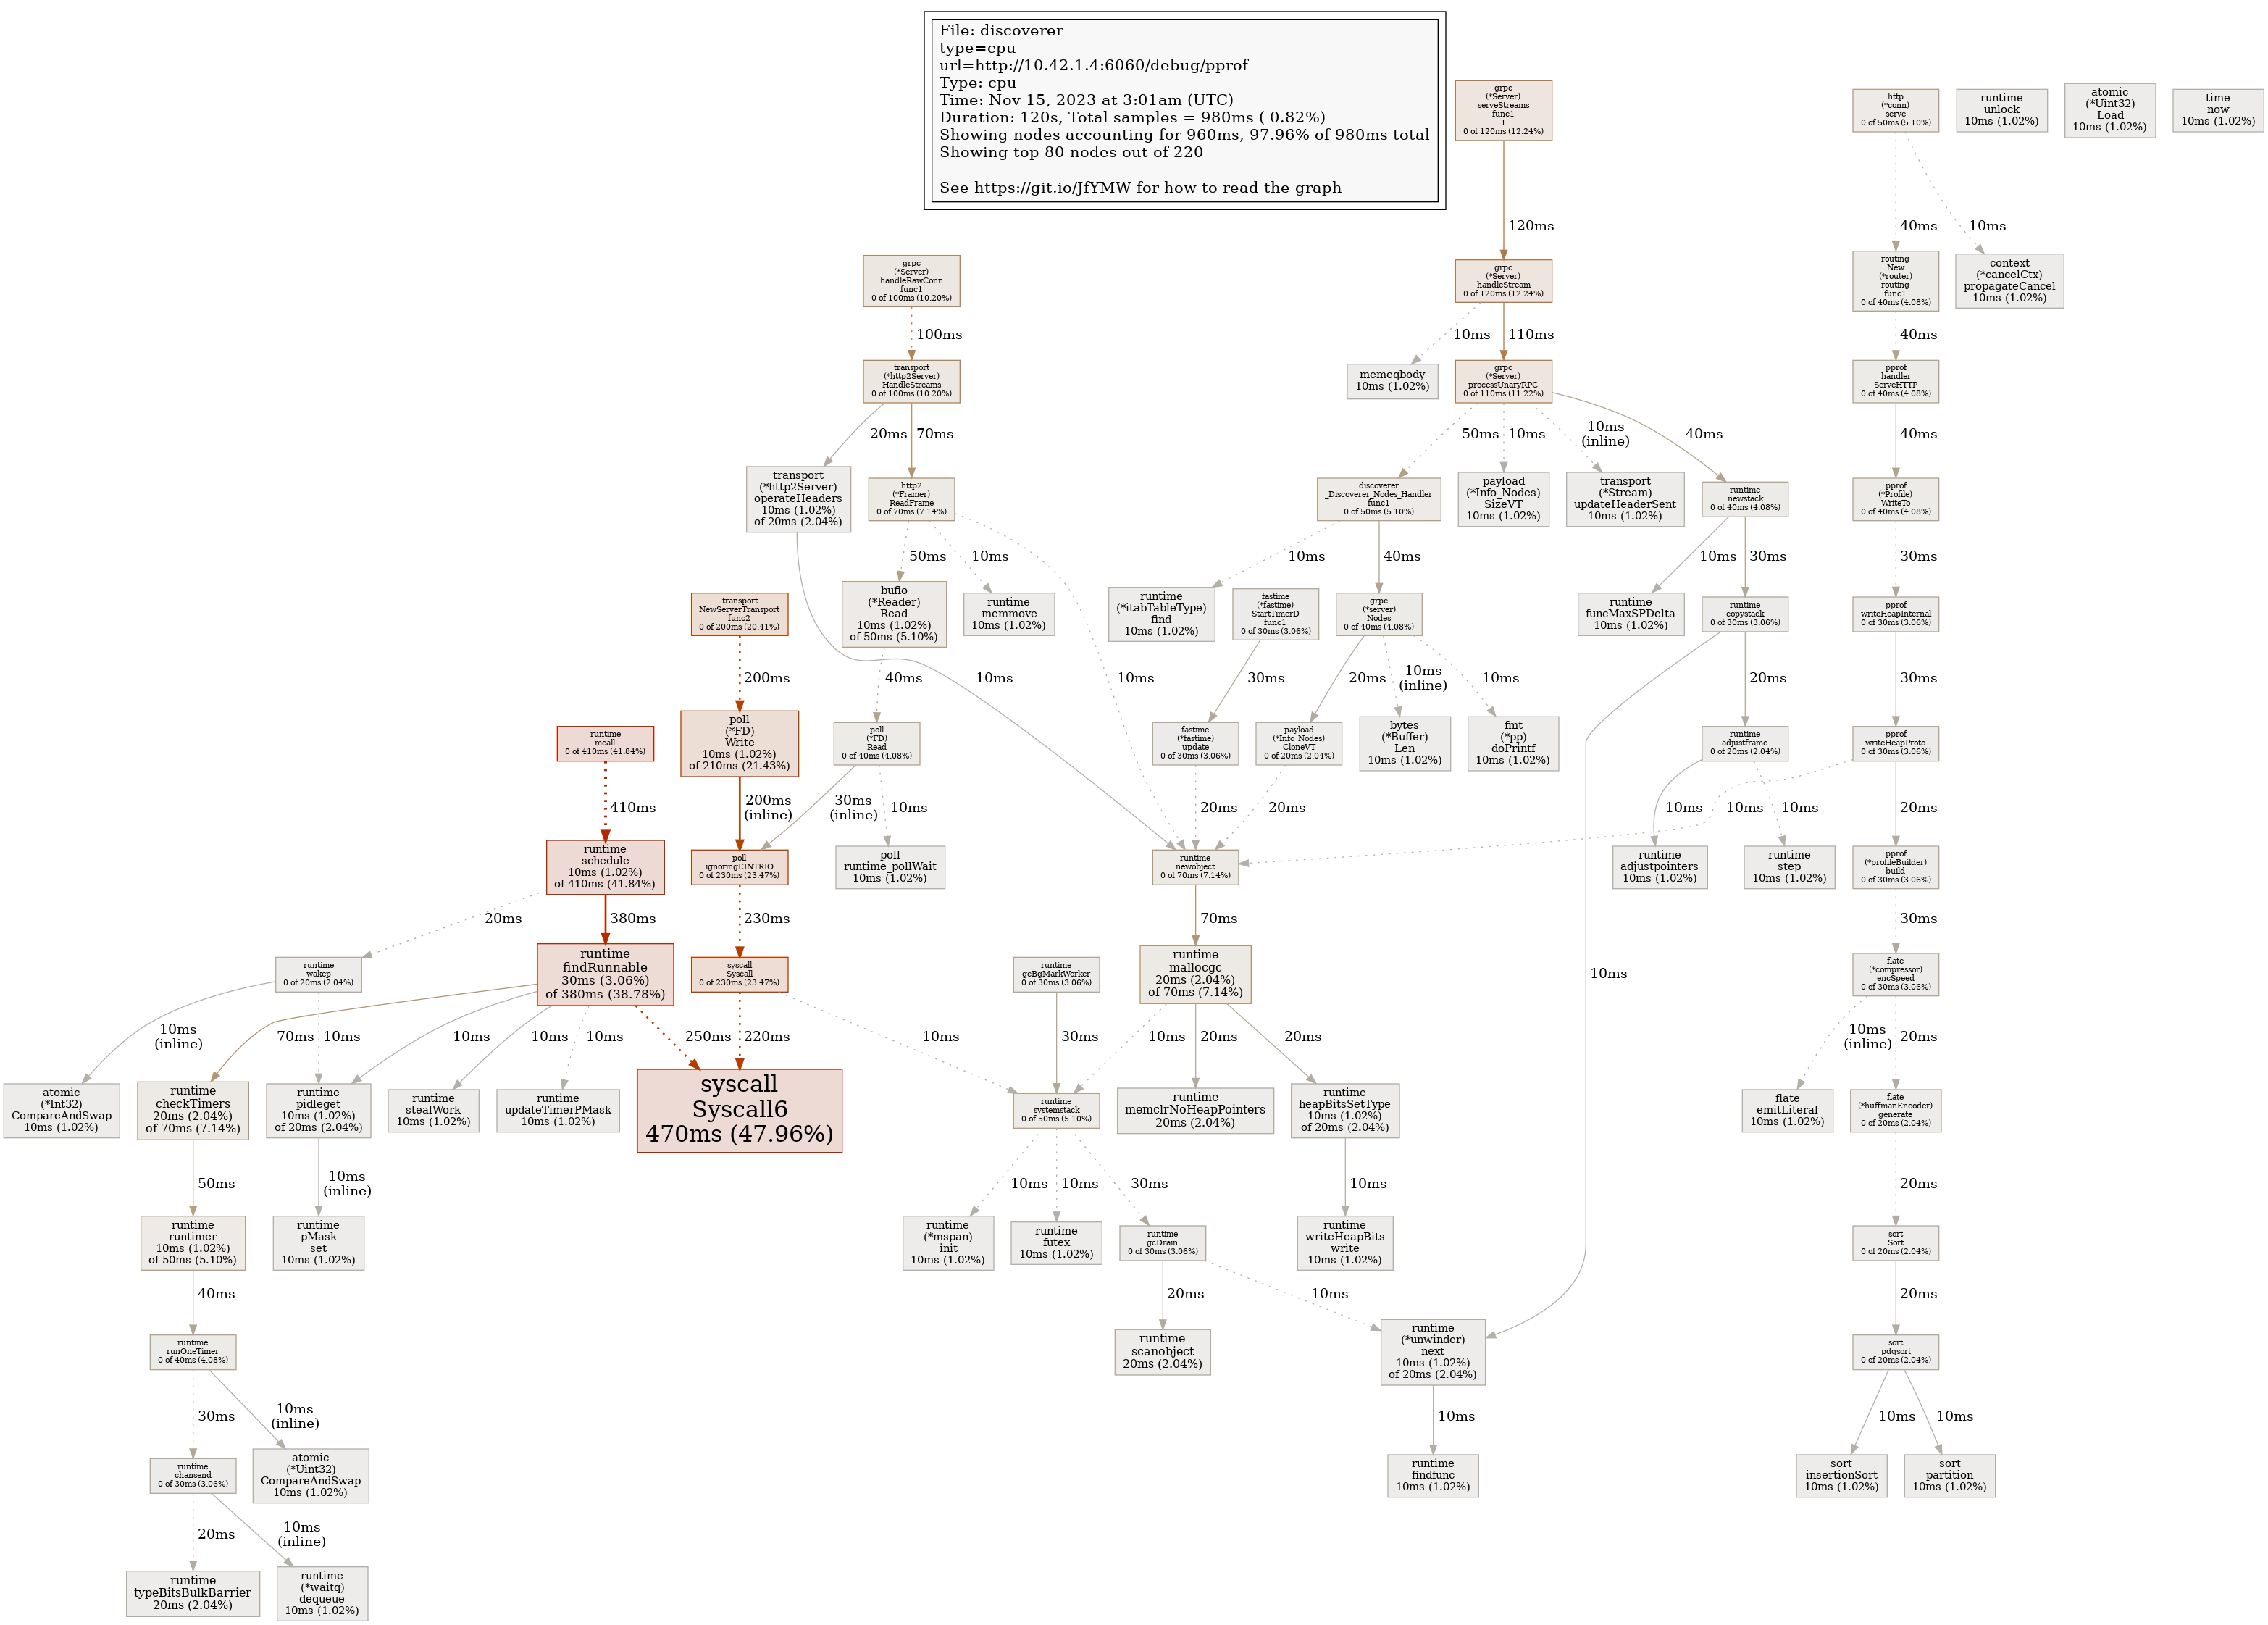 File: discoverer
type=cpu
url=http://10.42.1.4:6060/debug/pprof
Type: cpu
Time: Nov 15, 2023 at 3:01am (UTC)
Duration: 120s, Total samples = 980ms ( 0.82%)
Showing nodes accounting for 960ms, 97.96% of 980ms total
Showing top 80 nodes out of 220
See https://git.io/JfYMW for how to read the graph
grpc
(*Server)
serveStreams
func1
1
0 of 120ms (12.24%)
http
(*conn)
serve
0 of 50ms (5.10%)
runtime
unlock
10ms (1.02%)
atomic
(*Uint32)
Load
10ms (1.02%)
time
now
10ms (1.02%)
120ms
40ms
10ms
grpc
(*Server)
handleRawConn
func1
0 of 100ms (10.20%)
grpc
(*Server)
handleStream
0 of 120ms (12.24%)
routing
New
(*router)
routing
func1
0 of 40ms (4.08%)
context
(*cancelCtx)
propagateCancel
10ms (1.02%)
100ms
10ms
110ms
40ms
transport
(*http2Server)
HandleStreams
0 of 100ms (10.20%)
memeqbody
10ms (1.02%)
grpc
(*Server)
processUnaryRPC
0 of 110ms (11.22%)
pprof
handler
ServeHTTP
0 of 40ms (4.08%)
20ms
70ms
50ms
10ms
10ms
(inline)
40ms
40ms
transport
(*http2Server)
operateHeaders
10ms (1.02%)
of 20ms (2.04%)
http2
(*Framer)
ReadFrame
0 of 70ms (7.14%)
discoverer
_Discoverer_Nodes_Handler
func1
0 of 50ms (5.10%)
payload
(*Info_Nodes)
SizeVT
10ms (1.02%)
transport
(*Stream)
updateHeaderSent
10ms (1.02%)
runtime
newstack
0 of 40ms (4.08%)
pprof
(*Profile)
WriteTo
0 of 40ms (4.08%)
50ms
10ms
10ms
40ms
10ms
30ms
30ms
transport
NewServerTransport
func2
0 of 200ms (20.41%)
bufio
(*Reader)
Read
10ms (1.02%)
of 50ms (5.10%)
runtime
memmove
10ms (1.02%)
runtime
(*itabTableType)
find
10ms (1.02%)
fastime
(*fastime)
StartTimerD
func1
0 of 30ms (3.06%)
grpc
(*server)
Nodes
0 of 40ms (4.08%)
runtime
funcMaxSPDelta
10ms (1.02%)
runtime
copystack
0 of 30ms (3.06%)
pprof
writeHeapInternal
0 of 30ms (3.06%)
200ms
40ms
10ms
10ms
30ms
20ms
10ms
(inline)
10ms
20ms
30ms
runtime
mcall
0 of 410ms (41.84%)
poll
(*FD)
Write
10ms (1.02%)
of 210ms (21.43%)
poll
(*FD)
Read
0 of 40ms (4.08%)
fastime
(*fastime)
update
0 of 30ms (3.06%)
payload
(*Info_Nodes)
CloneVT
0 of 20ms (2.04%)
bytes
(*Buffer)
Len
10ms (1.02%)
fmt
(*pp)
doPrintf
10ms (1.02%)
runtime
adjustframe
0 of 20ms (2.04%)
pprof
writeHeapProto
0 of 30ms (3.06%)
410ms
200ms
(inline)
30ms
(inline)
10ms
20ms
20ms
10ms
10ms
10ms
20ms
runtime
schedule
10ms (1.02%)
of 410ms (41.84%)
poll
ignoringEINTRIO
0 of 230ms (23.47%)
poll
runtime_pollWait
10ms (1.02%)
runtime
newobject
0 of 70ms (7.14%)
runtime
adjustpointers
10ms (1.02%)
runtime
step
10ms (1.02%)
pprof
(*profileBuilder)
build
0 of 30ms (3.06%)
20ms
380ms
230ms
70ms
30ms
runtime
wakep
0 of 20ms (2.04%)
runtime
findRunnable
30ms (3.06%)
of 380ms (38.78%)
syscall
Syscall
0 of 230ms (23.47%)
runtime
gcBgMarkWorker
0 of 30ms (3.06%)
runtime
mallocgc
20ms (2.04%)
of 70ms (7.14%)
10ms
flate
(*compressor)
encSpeed
0 of 30ms (3.06%)
10ms
(inline)
70ms
10ms
10ms
10ms
10ms
250ms
220ms
10ms
30ms
10ms
20ms
20ms
10ms
(inline)
20ms
atomic
(*Int32)
CompareAndSwap
10ms (1.02%)
runtime
checkTimers
20ms (2.04%)
of 70ms (7.14%)
runtime
pidleget
10ms (1.02%)
of 20ms (2.04%)
runtime
stealWork
10ms (1.02%)
runtime
updateTimerPMask
10ms (1.02%)
syscall
Syscall6
470ms (47.96%)
runtime
systemstack
0 of 50ms (5.10%)
runtime
memclrNoHeapPointers
20ms (2.04%)
runtime
heapBitsSetType
10ms (1.02%)
of 20ms (2.04%)
flate
emitLiteral
10ms (1.02%)
flate
(*huffmanEncoder)
generate
0 of 20ms (2.04%)
50ms
10ms
(inline)
10ms
10ms
30ms
10ms
20ms
runtime
runtimer
10ms (1.02%)
of 50ms (5.10%)
runtime
pMask
set
10ms (1.02%)
runtime
(*mspan)
init
10ms (1.02%)
runtime
futex
10ms (1.02%)
runtime
gcDrain
0 of 30ms (3.06%)
runtime
writeHeapBits
write
10ms (1.02%)
sort
Sort
0 of 20ms (2.04%)
40ms
20ms
10ms
20ms
runtime
runOneTimer
0 of 40ms (4.08%)
runtime
scanobject
20ms (2.04%)
runtime
(*unwinder)
next
10ms (1.02%)
of 20ms (2.04%)
sort
pdqsort
0 of 20ms (2.04%)
30ms
10ms
(inline)
10ms
10ms
10ms
runtime
chansend
0 of 30ms (3.06%)
atomic
(*Uint32)
CompareAndSwap
10ms (1.02%)
runtime
findfunc
10ms (1.02%)
sort
insertionSort
10ms (1.02%)
sort
partition
10ms (1.02%)
20ms
10ms
(inline)
runtime
typeBitsBulkBarrier
20ms (2.04%)
runtime
(*waitq)
dequeue
10ms (1.02%)